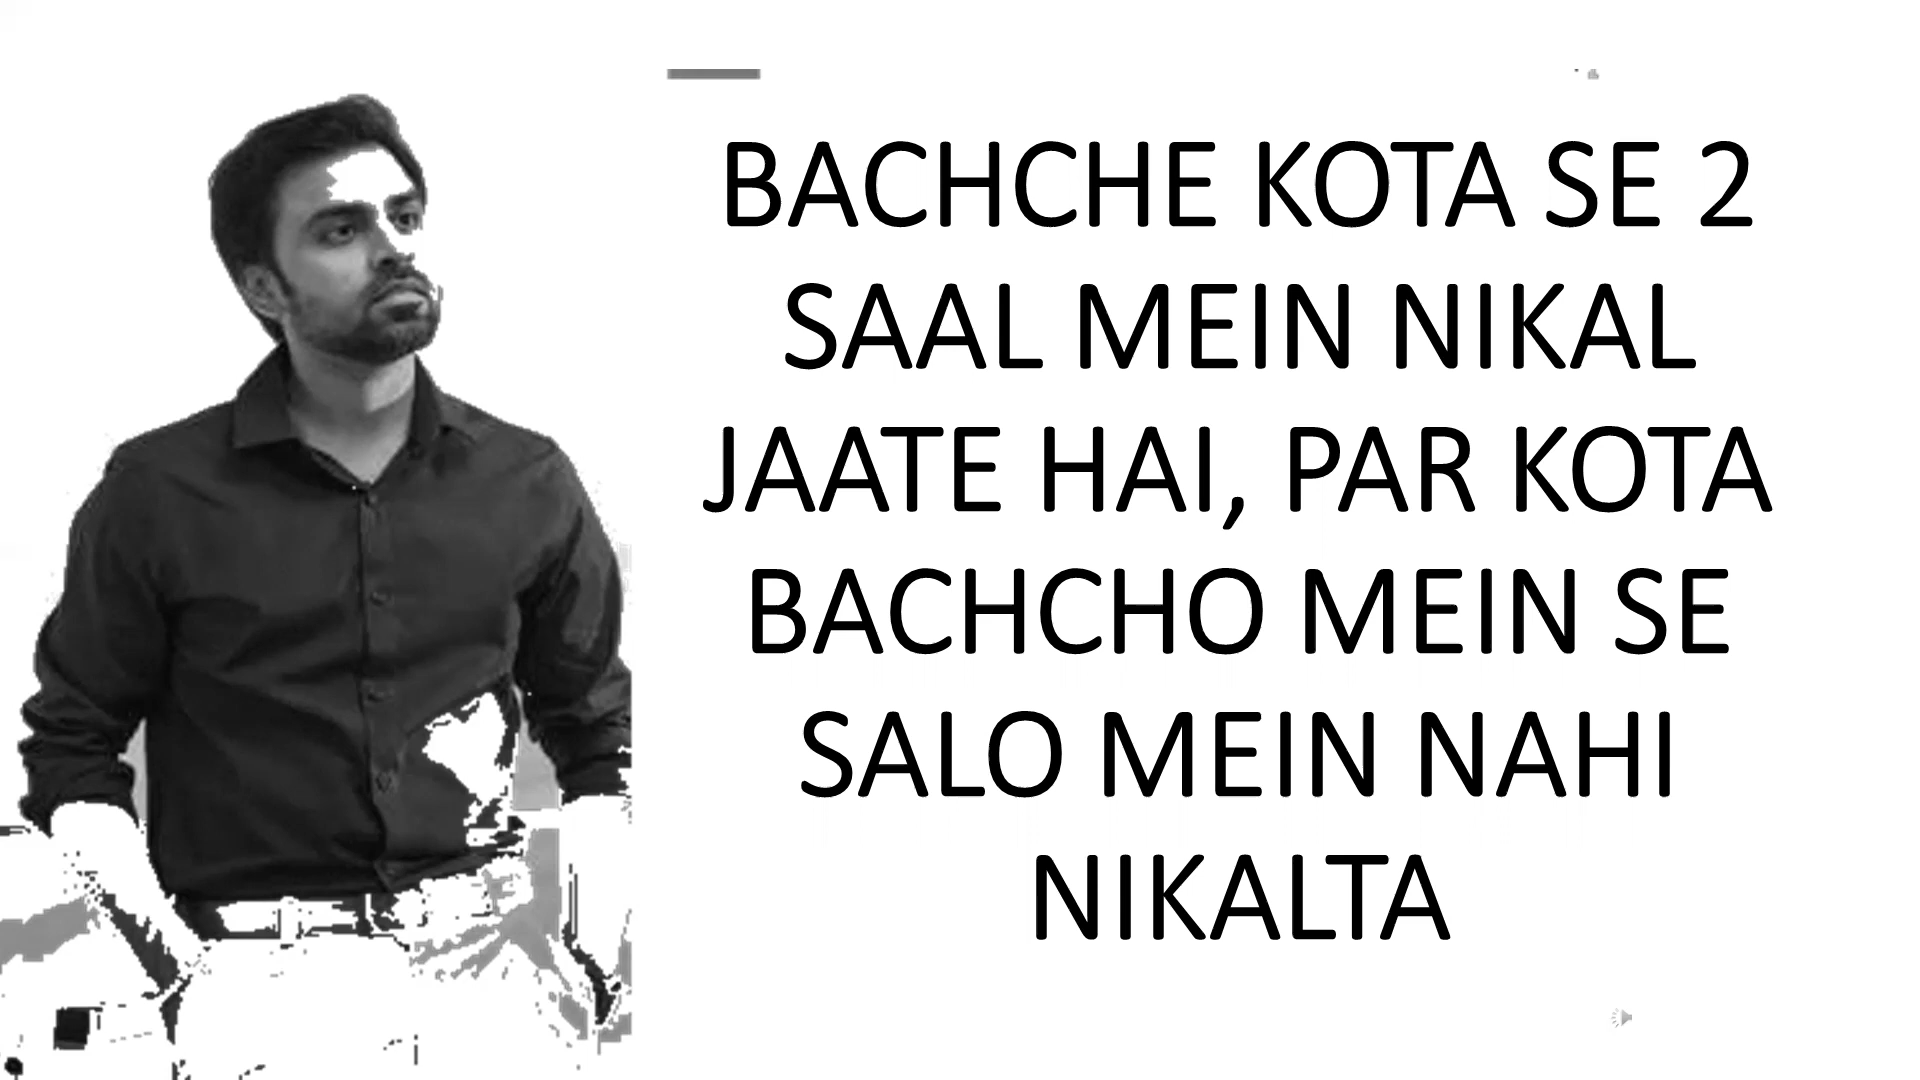 BACHCHE KOTA SE 2
SAAL MEIN NIKAL
JAATE HAI, PAR KOTA
BACHCHO MEIN SE
SALO MEIN NAHI
NIKALTA